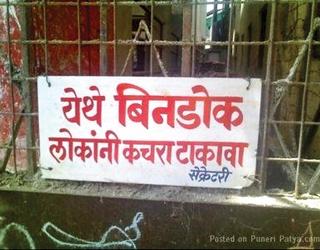 येथे बिनडोक
लोकांनी कचरा टाकावा
सेक्रेटरी
Posted on Puneri Patya.com